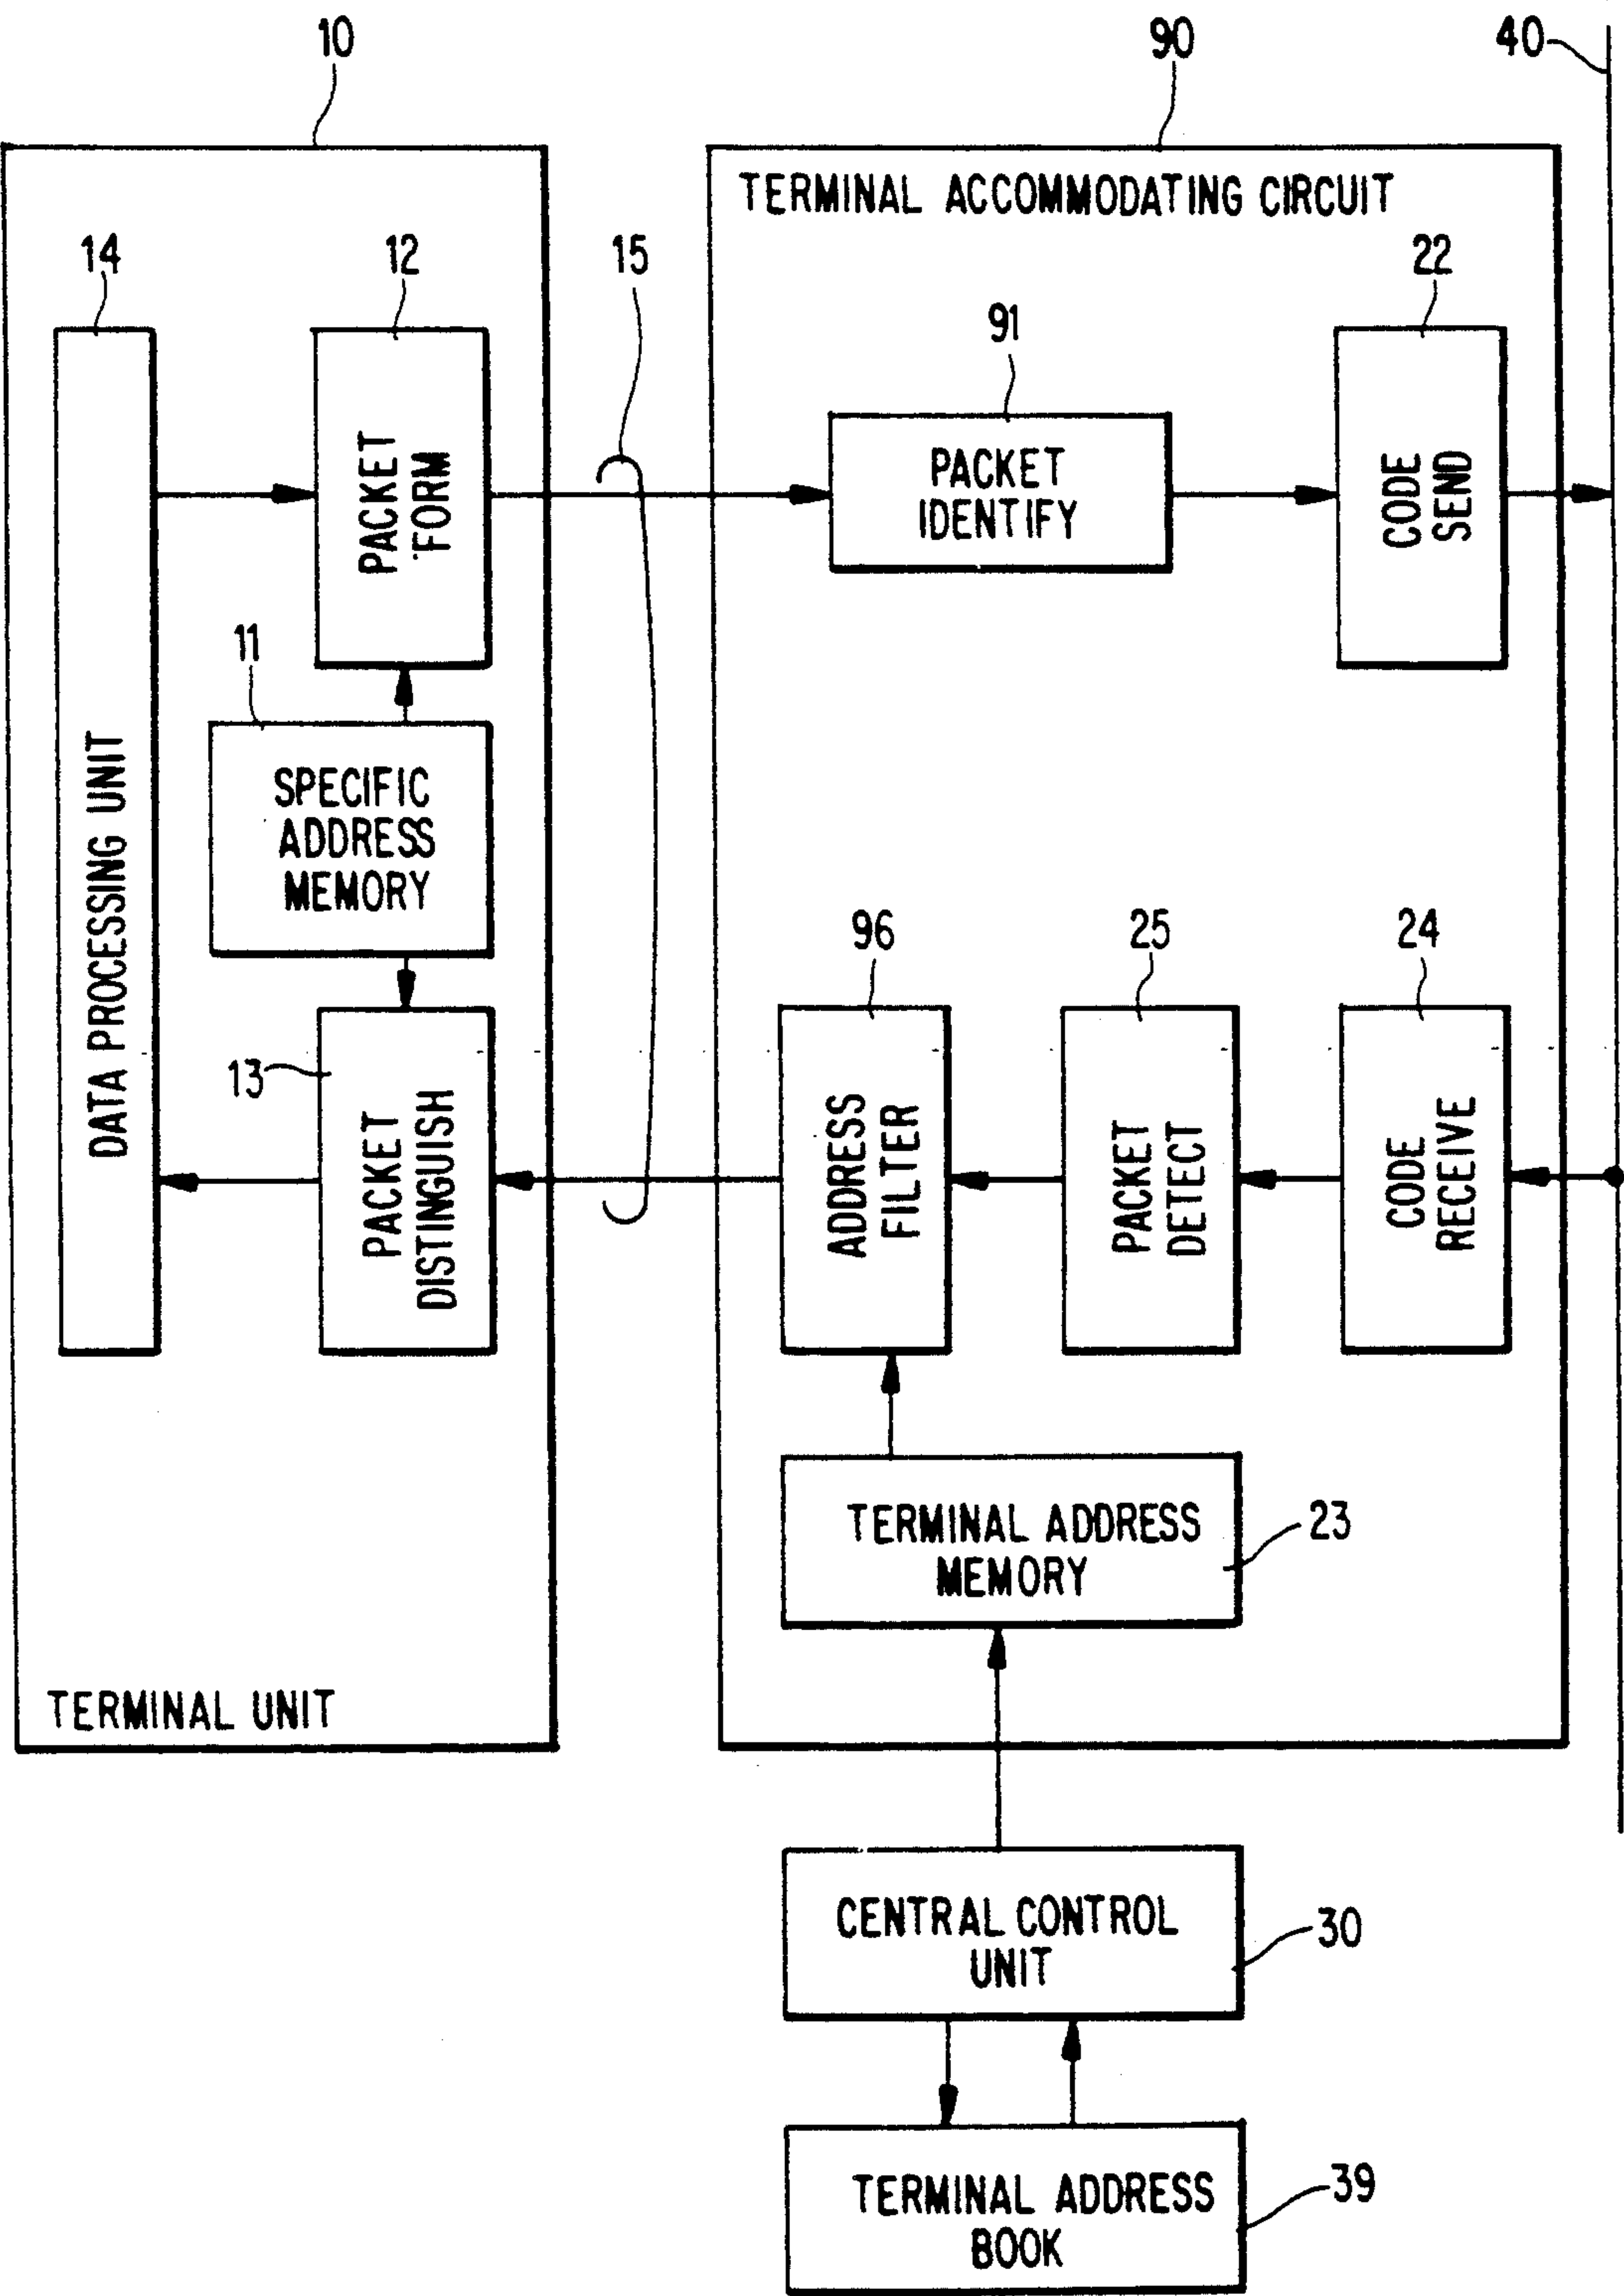 10
90
40
TERMINAL ACCOMMODATING CIRCUIT
14
12
15
22
91
PACKET
FORM
PACKET
IDENTIFY
CODE
SEND
11
DATA PROCESSING UNIT
SPECIFIC
ADDRESS
MEMORY
96
25
24
13
PACKET
DISTINGUISH
ADDRESS
FILTER
PACKET
DETECT
CODE
RECEIVE
TERMINAL ADDRESS
MEMORY
23
TERMINAL UNIT
CENTRAL CONTROL
UNIT
30
TERMINAL ADDRESS
BOOK
39